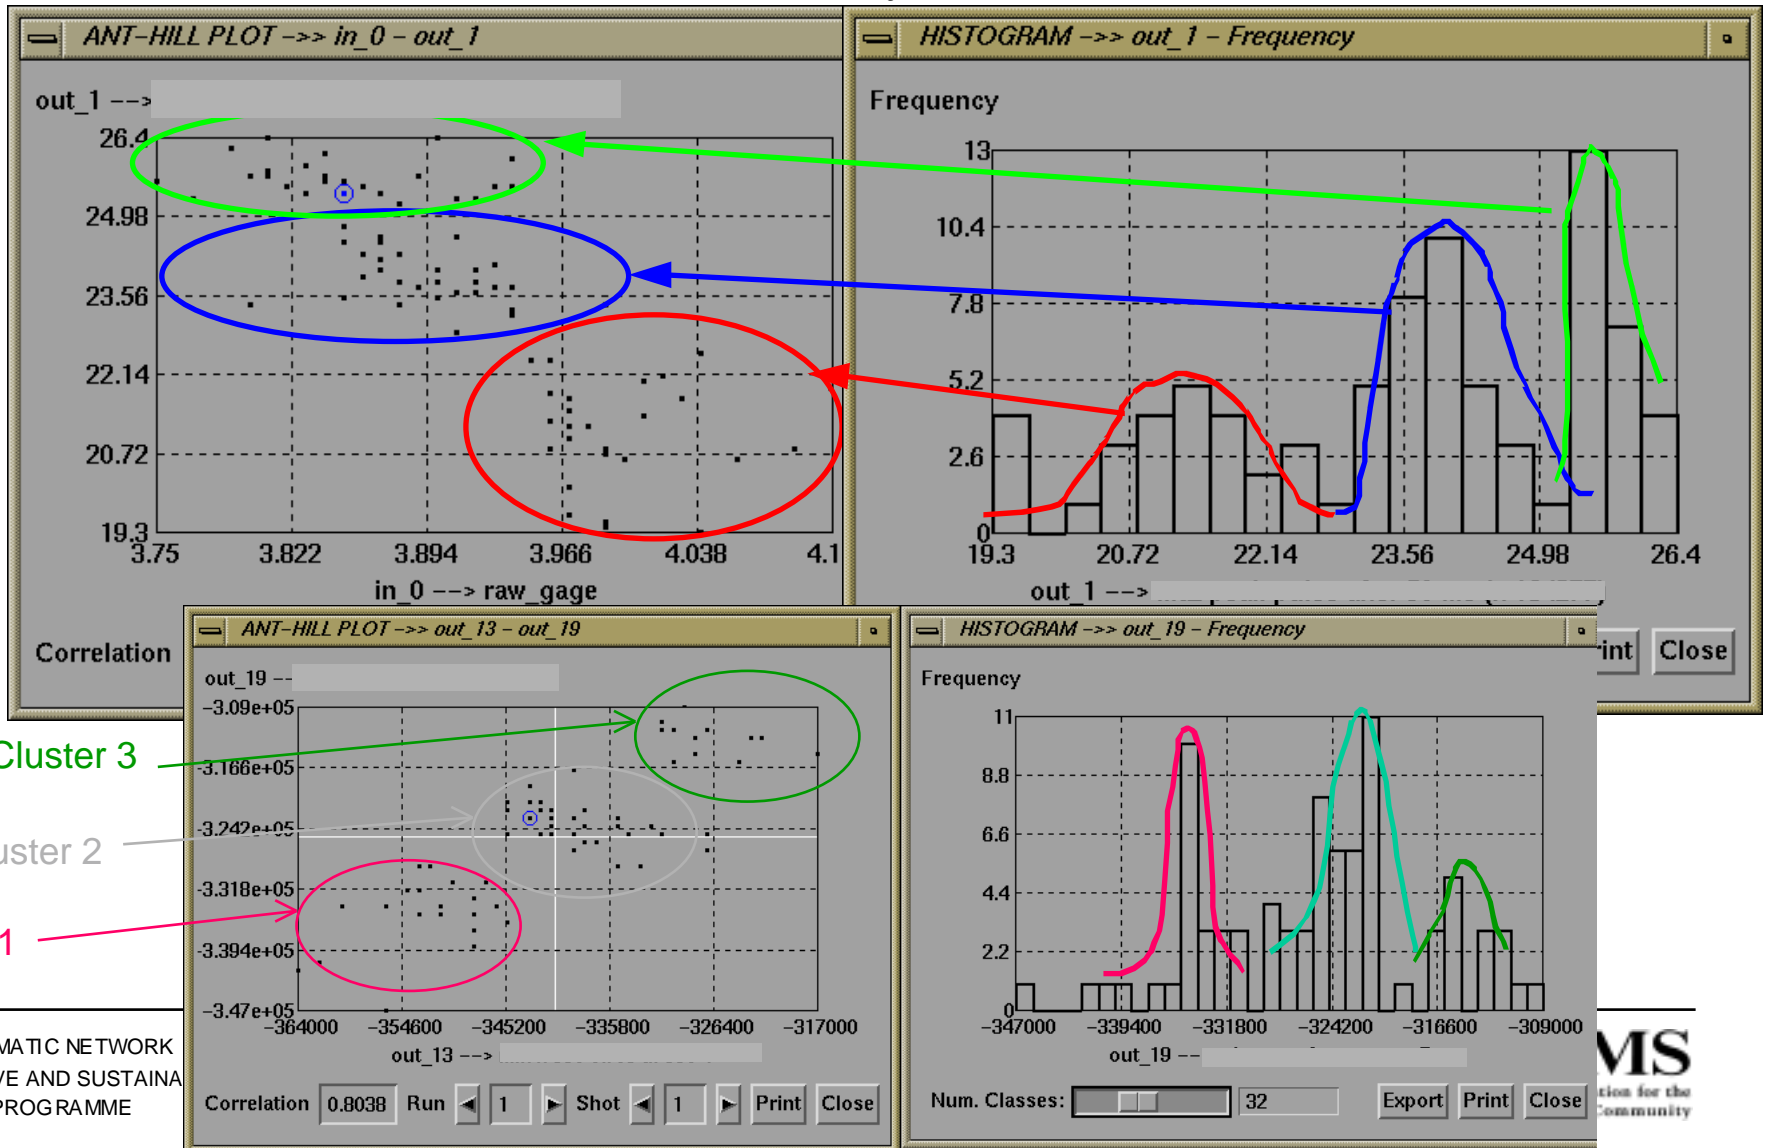 ANT-HILL PLOT ->> in_0 - out_1
out_1 -->
26.4
24.98
23.56
22.14
20.72
19.3
3.75 3.822 3.894 3.966 4.038 4.1
in_0 --> raw_gage
Correlation
HISTOGRAM ->> out_1 - Frequency
Frequency
13
10.4
7.8
5.2
2.6
0
19.3 20.72 22.14 23.56 24.98 26.4
out_1 -->
int Close
ANT-HILL PLOT ->> out_13 - out_19
out_19 --
-3.09e+05
-3.166e+05
-3.242e+05
-3.318e+05
-3.394e+05
-3.47e+05
-364000 -354600 -345200 -335800 -326400 -317000
out_13 -->
Correlation 0.8038 Run 1 Shot 1 Print Close
HISTOGRAM ->> out_19 - Frequency
Frequency
11
8.8
6.6
4.4
2.2
0
-347000 -339400 -331800 -324200 -316600 -309000
out_19 --
Num. Classes: 32 Export Print Close
Cluster 3
uster 2
1
MATIC NETWORK
VE AND SUSTAINA
PROGRAMME
MS
tion for the
Community